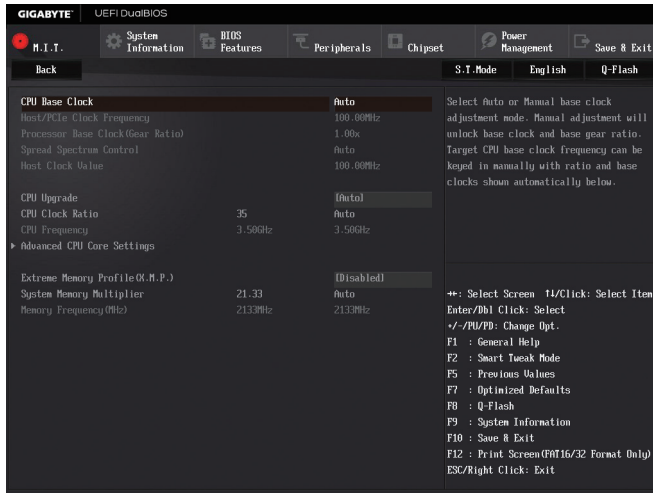 GIGABYTE™ UEFI DualBIOS
M.I.T. System Information BIOS Features Peripherals Chipset Power Management Save & Exit
Back S.T.Mode English Q-Flash
CPU Base Clock Auto
Host/PCIe Clock Frequency 100.00MHz
Processor Base Clock(Gear Ratio) 1.00x
Spread Spectrum Control Auto
Host Clock Value 100.00MHz
CPU Upgrade [Auto]
CPU Clock Ratio 35 Auto
CPU Frequency 3.50GHz 3.50GHz
Advanced CPU Core Settings
Extreme Memory Profile(X.M.P.) [Disabled]
System Memory Multiplier 21.33 Auto
Memory Frequency(MHz) 2133MHz 2133MHz
Select Auto or Manual base clock
adjustment mode. Manual adjustment will
unlock base clock and base gear ratio.
Target CPU base clock frequency can be
keyed in manually with ratio and base
clocks shown automatically below.
→←: Select Screen ↑↓/Click: Select Item
Enter/Dbl Click: Select
+/-/PU/PD: Change Opt.
F1 : General Help
F2 : Smart Tweak Mode
F5 : Previous Values
F7 : Optimized Defaults
F8 : Q-Flash
F9 : System Information
F10 : Save & Exit
F12 : Print Screen(FAT16/32 Format Only)
ESC/Right Click: Exit